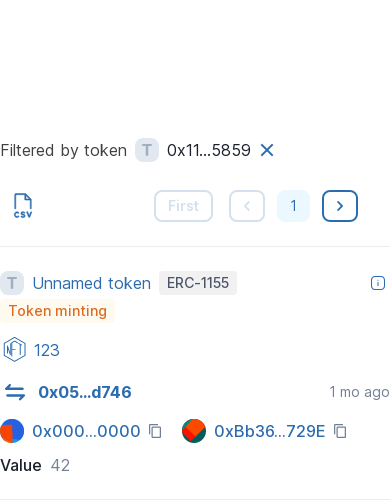 Filtered by token T 0x11...5859
CSV First 1
T Unnamed token ERC-1155
Token minting
NFT 123
0x05...d746 1 mo ago
0x000...0000 0xBb36...729E
Value 42